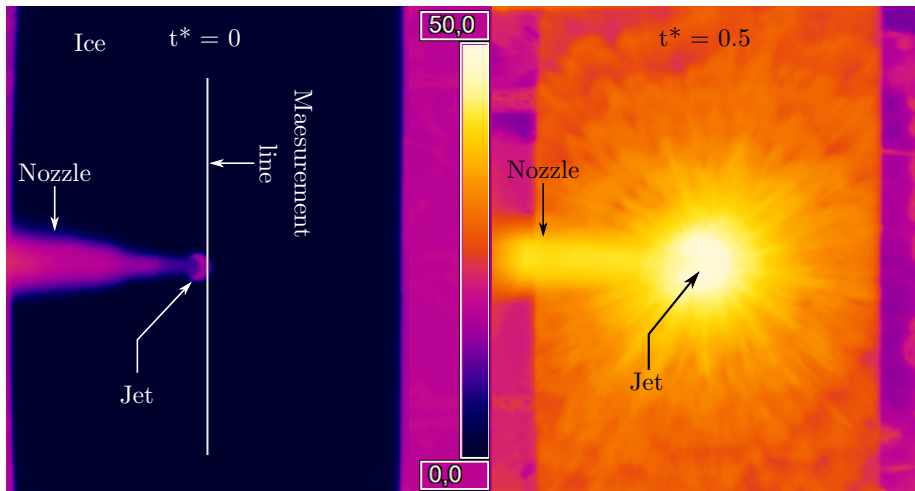 Ice
t* = 0
Maesurement
line
Nozzle
Jet
50,0
0,0
t* = 0.5
Nozzle
Jet